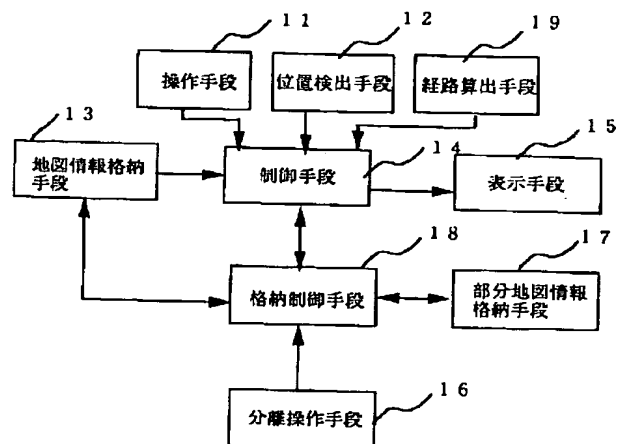 １１
操作手段
１２
位置検出手段
１９
経路算出手段
１３
地図情報格納
手段
１４
制御手段
１５
表示手段
１８
格納制御手段
１７
部分地図情報
格納手段
１６
分離操作手段